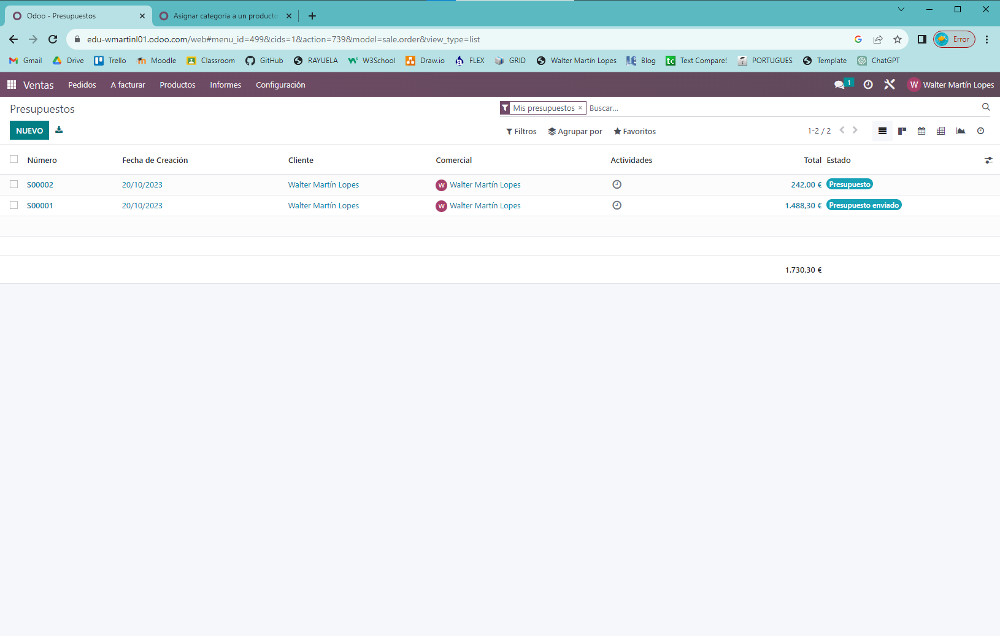 Odoo - Presupuestos
Asignar categoria a un producto
edu-wmartinl01.odoo.com/web#menu_id=499&cids=1&action=739&model=sale.order&view_type=list
Error
Gmail Drive Trello Moodle Classroom GitHub RAYUELA W3School Draw.io FLEX GRID Walter Martín Lopes Blog Text Compare! PORTUGUES Template ChatGPT
Ventas Pedidos A facturar Productos Informes Configuración 1 W Walter Martín Lopes
Presupuestos
Mis presupuestos × Buscar...
NUEVO
Filtros Agrupar por Favoritos 1-2 / 2
Número Fecha de Creación Cliente Comercial Actividades Total Estado
S00002 20/10/2023 Walter Martín Lopes W Walter Martín Lopes 242,00 € Presupuesto
S00001 20/10/2023 Walter Martín Lopes W Walter Martín Lopes 1.488,30 € Presupuesto enviado
1.730,30 €